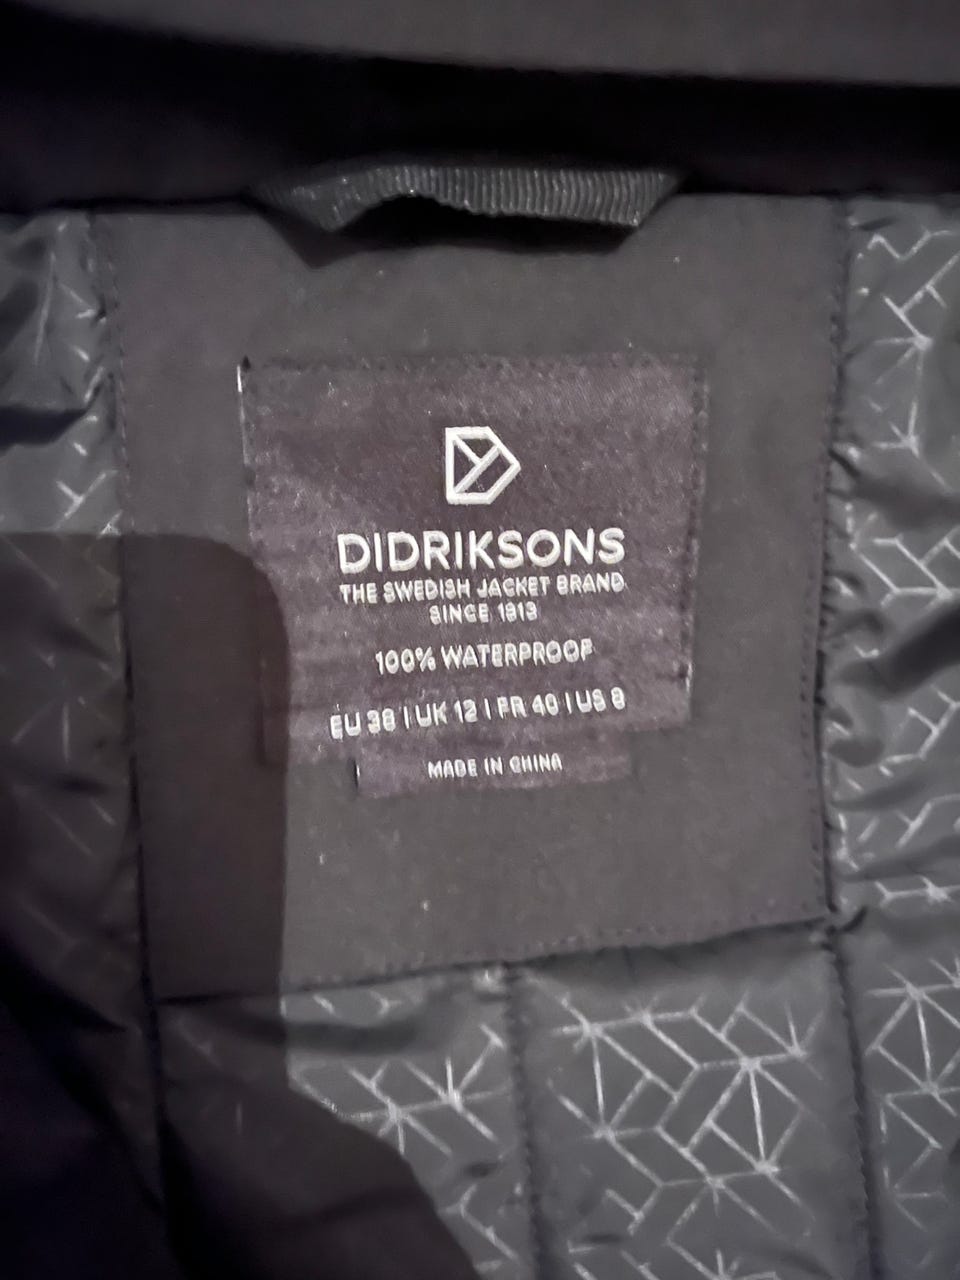 DIDRIKSONS
THE SWEDISH JACKET BRAND
SINCE 1913
100% WATERPROOF
EU 38 | UK 12 | FR 40 | US 8
MADE IN CHINA